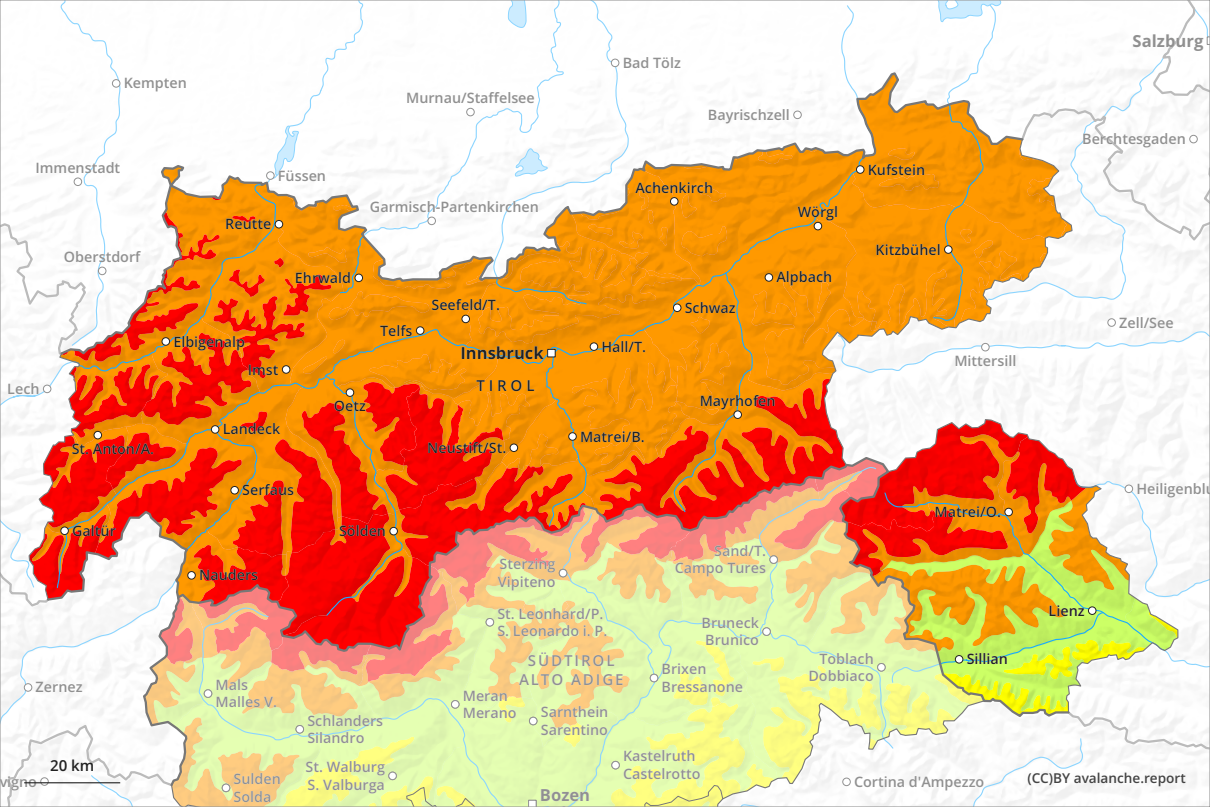 Salzburg
Bad Tölz
Kempten
Murnau/Staffelsee
Bayrischzell
Berchtesgaden
Immenstadt
Füssen
Kufstein
Achenkirch
Garmisch-Partenkirchen
Wörgl
Reutte
Kitzbühel
Oberstdorf
Ehrwald
Alpbach
Seefeld/T.
Schwaz
Zell/See
Telfs
Elbigenalp
Innsbruck
Hall/T.
Mittersill
Imst
TIROL
Lech
Oetz
Mayrhofen
Landeck
Matrei/B.
St. Anton/A.
Neustift/St.
Serfaus
Heiligenblu
Matrei/O.
Galtür
Sölden
Sand/T.
Campo Tures
Sterzing
Vipiteno
Nauders
Lienz
St. Leonhard/P.
S. Leonardo i. P.
Bruneck
Brunico
SÜDTIROL
ALTO ADIGE
Sillian
Toblach
Dobbiaco
Brixen
Bressanone
Zernez
Mals
Malles V.
Meran
Merano
Sarnthein
Sarentino
Schlanders
Silandro
Kastelruth
Castelrotto
St. Walburg
S. Valburga
20 km
vigno
Sulden
Solda
Cortina d'Ampezzo
(CC)BY avalanche.report
Bozen